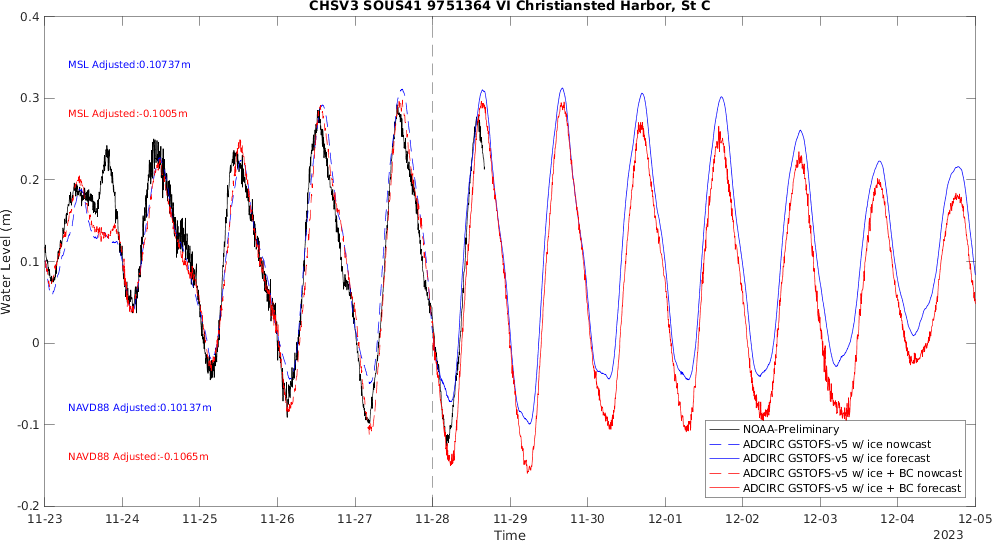 CHSV3 SOUS41 9751364 VI Christiansted Harbor, St C
0.4
0.3
0.2
0.1
0
-0.1
-0.2
Water Level (m)
MSL Adjusted:0.10737m
MSL Adjusted:-0.1005m
NAVD88 Adjusted:0.10137m
NAVD88 Adjusted:-0.1065m
NOAA-Preliminary
ADCIRC GSTOFS-v5 w/ ice nowcast
ADCIRC GSTOFS-v5 w/ ice forecast
ADCIRC GSTOFS-v5 w/ ice + BC nowcast
ADCIRC GSTOFS-v5 w/ ice + BC forecast
11-23 11-24 11-25 11-26 11-27 11-28 11-29 11-30 12-01 12-02 12-03 12-04 12-05
Time
2023